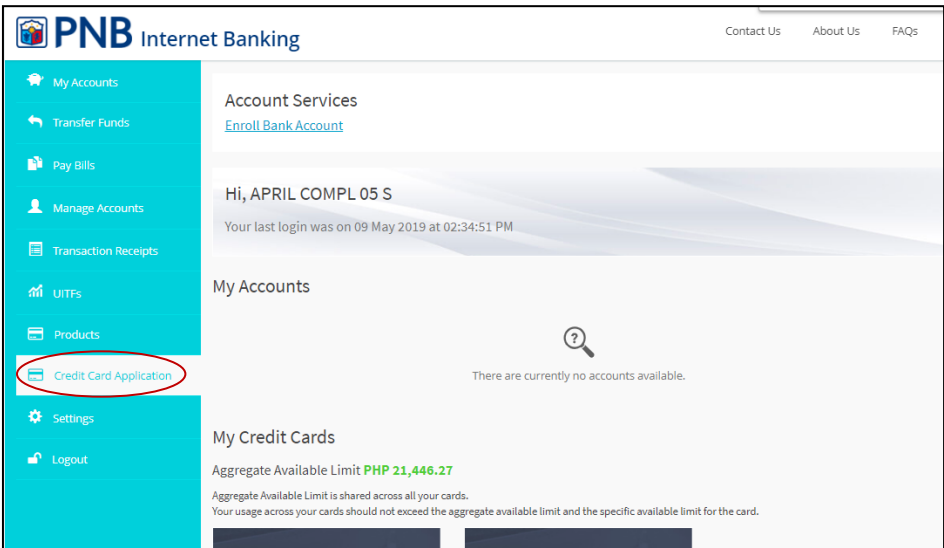 PNB Internet Banking
Contact Us About Us FAQs
My Accounts
Transfer Funds
Pay Bills
Manage Accounts
Transaction Receipts
UITFs
Products
Credit Card Application
Settings
Logout
Account Services
Enroll Bank Account
Hi, APRIL COMPL 05 S
Your last login was on 09 May 2019 at 02:34:51 PM
My Accounts
?
There are currently no accounts available.
My Credit Cards
Aggregate Available Limit PHP 21,446.27
Aggregate Available Limit is shared across all your cards.
Your usage across your cards should not exceed the aggregate available limit and the specific available limit for the card.